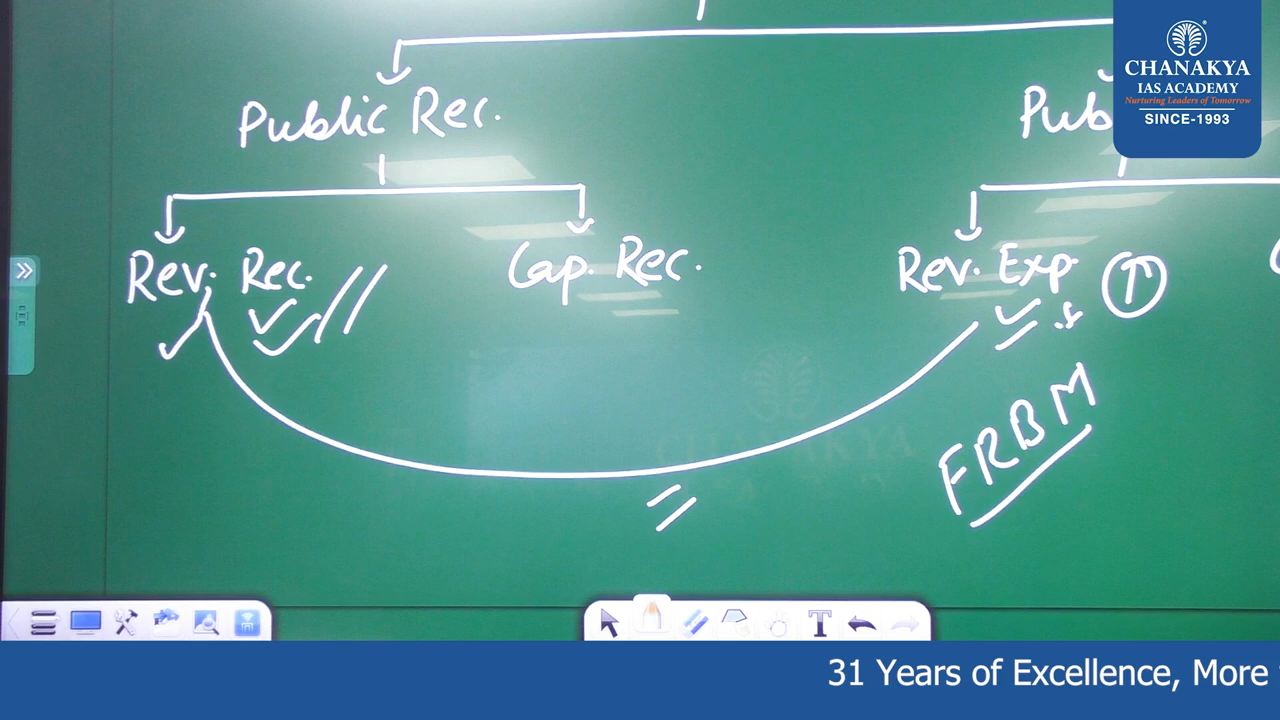 CHANAKYA
IAS ACADEMY
Nurturing Leaders of Tomorrow
SINCE-1993
Public Rec.
Pub
Rev. Rec.
Cap. Rec.
Rev. Exp.
FRBM
CHANAKYA
T
31 Years of Excellence, More